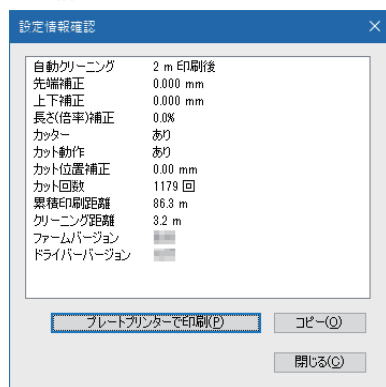 設定情報確認
自動クリーニング 2 m 印刷後
先端補正 0.000 mm
上下補正 0.000 mm
長さ(倍率)補正 0.0%
カッター あり
カット動作 あり
カット位置補正 0.00 mm
カット回数 1179 回
累積印刷距離 86.3 m
クリーニング距離 3.2 m
ファームバージョン
ドライバーバージョン
プレートプリンターで印刷(P) コピー(O)
閉じる(C)